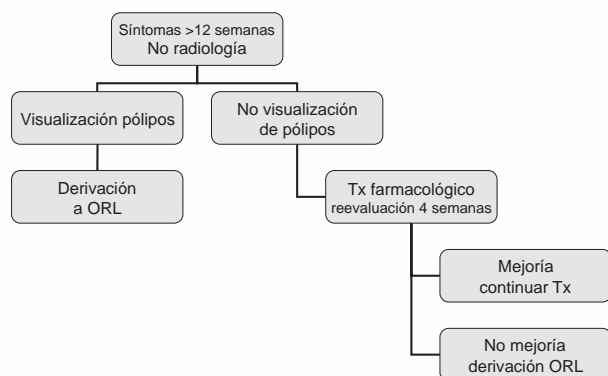 Síntomas >12 semanas
No radiología
Visualización pólipos
No visualización
de pólipos
Derivación
a ORL
Tx farmacológico
reevaluación 4 semanas
Mejoría
continuar Tx
No mejoría
derivación ORL